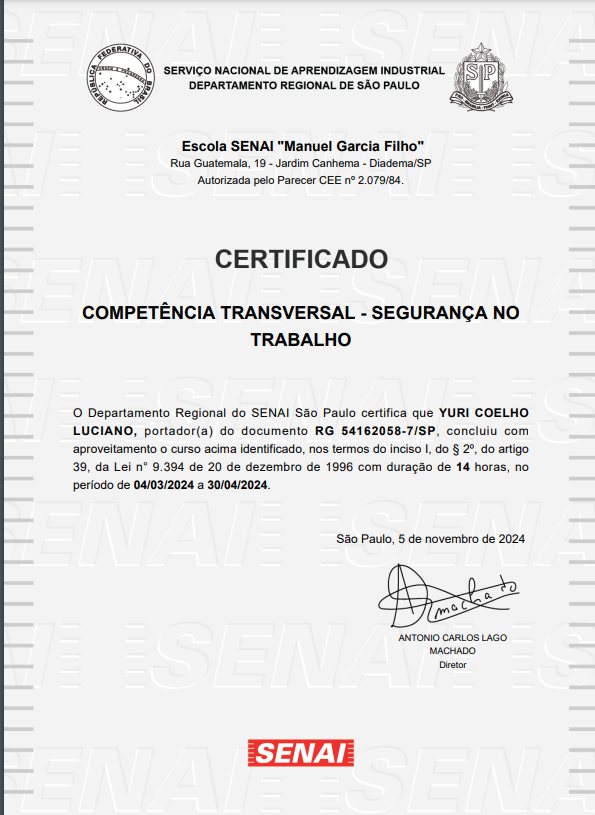 REPÚBLICA FEDERATIVA DO BRASIL
SERVIÇO NACIONAL DE APRENDIZAGEM INDUSTRIAL
DEPARTAMENTO REGIONAL DE SÃO PAULO
SP
Escola SENAI "Manuel Garcia Filho"
Rua Guatemala, 19 - Jardim Canhema - Diadema/SP
Autorizada pelo Parecer CEE nº 2.079/84.
CERTIFICADO
COMPETÊNCIA TRANSVERSAL - SEGURANÇA NO
TRABALHO
O Departamento Regional do SENAI São Paulo certifica que YURI COELHO
LUCIANO, portador(a) do documento RG 54162058-7/SP, concluiu com
aproveitamento o curso acima identificado, nos termos do inciso I, do § 2º, do artigo
39, da Lei n° 9.394 de 20 de dezembro de 1996 com duração de 14 horas, no
período de 04/03/2024 a 30/04/2024.
São Paulo, 5 de novembro de 2024
Amachado
ANTONIO CARLOS LAGO
MACHADO
Diretor
SENAI